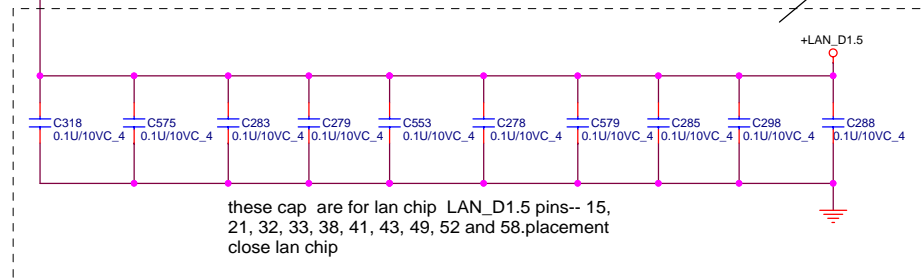 +LAN_D1.5
C318
0.1U/10VC_4
C575
0.1U/10VC_4
C283
0.1U/10VC_4
C279
0.1U/10VC_4
C553
0.1U/10VC_4
C278
0.1U/10VC_4
C579
0.1U/10VC_4
C285
0.1U/10VC_4
C298
0.1U/10VC_4
C288
0.1U/10VC_4
these cap are for lan chip LAN_D1.5 pins-- 15,
21, 32, 33, 38, 41, 43, 49, 52 and 58.placement
close lan chip